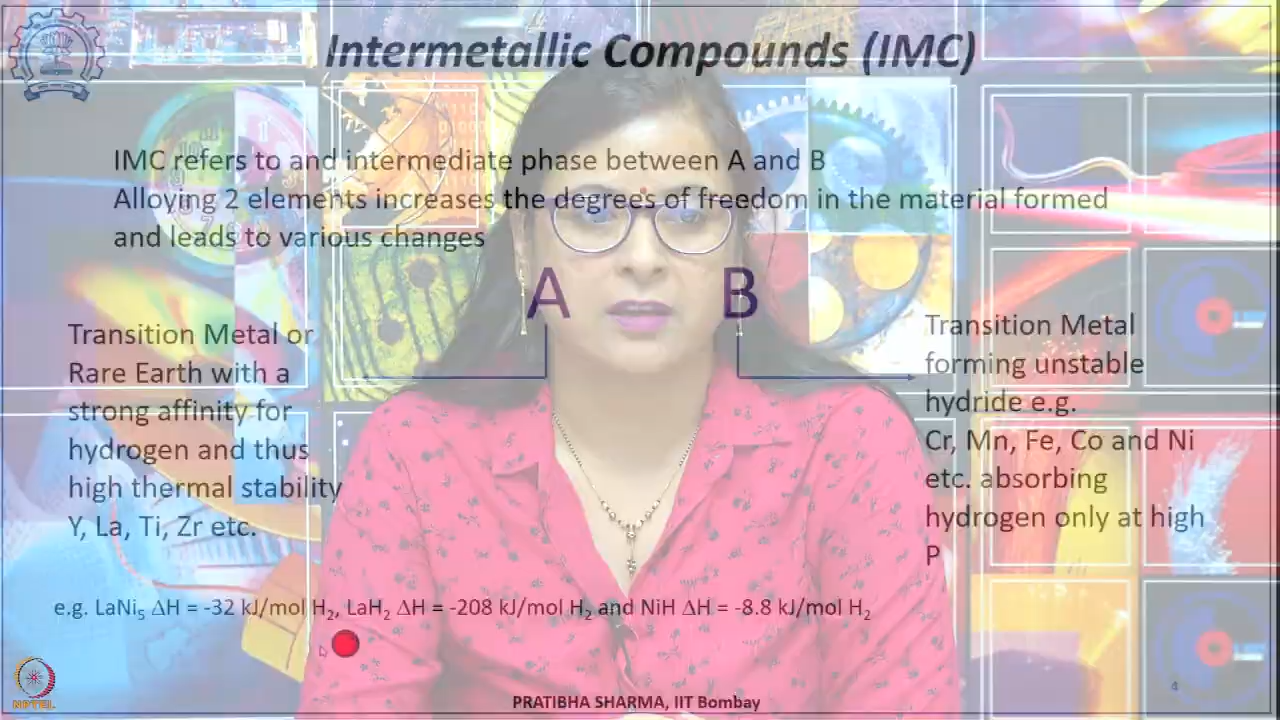 Intermetallic Compounds (IMC)
IMC refers to and intermediate phase between A and B
Alloying 2 elements increases the degrees of freedom in the material formed
and leads to various changes
A
B
Transition Metal or
Rare Earth with a
strong affinity for
hydrogen and thus
high thermal stability
Y, La, Ti, Zr etc.
Transition Metal
forming unstable
hydride e.g.
Cr, Mn, Fe, Co and Ni
etc. absorbing
hydrogen only at high
P
e.g. LaNi₅ ΔH = -32 kJ/mol H₂, LaH₂ ΔH = -208 kJ/mol H₂ and NiH ΔH = -8.8 kJ/mol H₂
NPTEL
PRATIBHA SHARMA, IIT Bombay
4